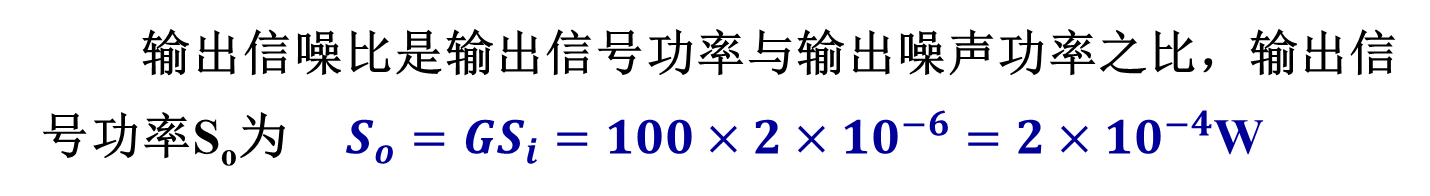 输出信噪比是输出信号功率与输出噪声功率之比，输出信
号功率Sₒ为 Sₒ = GSᵢ = 100 × 2 × 10⁻⁶ = 2 × 10⁻⁴W